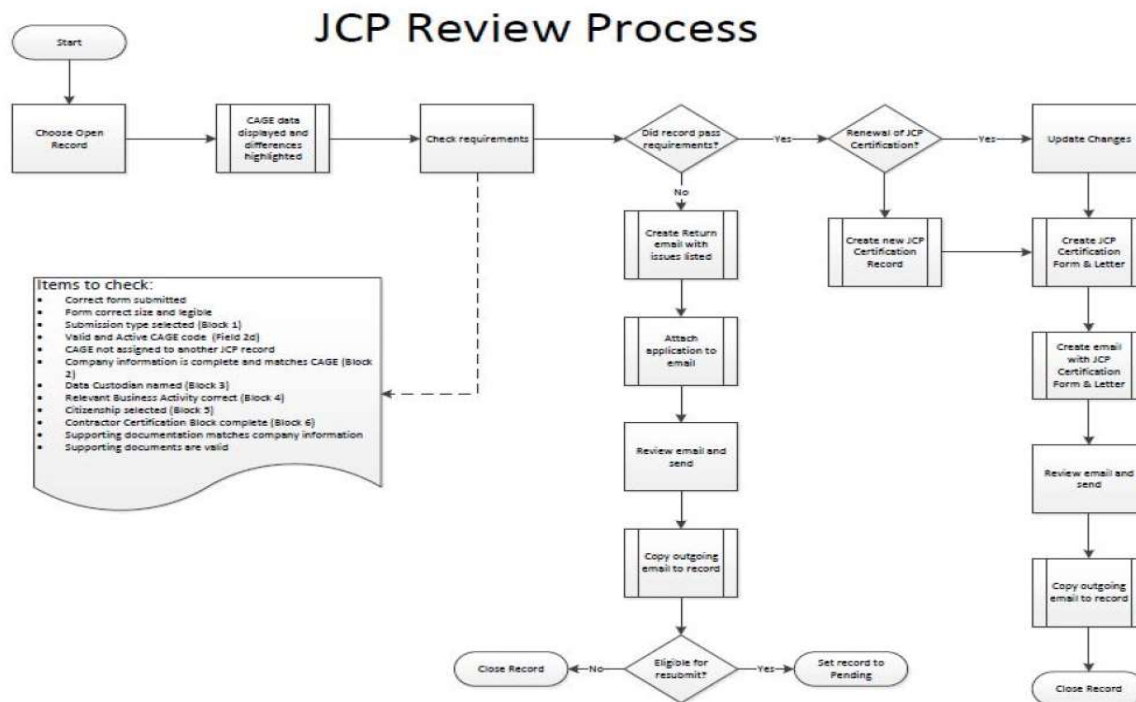 JCP Review Process
Start
Choose Open
Record
CAGE data
displayed and
differences
highlighted
Check requirements
Did record pass
requirements?
Yes
Renewal of JCP
Certification?
Yes
Update Changes
No
Create Return
email with
issues listed
Create new JCP
Certification
Record
Create JCP
Certification
Form & Letter
Items to check:
• Correct form submitted
• Form correct size and legible
• Submission type selected (Block 1)
• Valid and Active CAGE code (Field 2d)
• CAGE not assigned to another JCP record
• Company information is complete and matches CAGE (Block
2)
• Data Custodian named (Block 3)
• Relevant Business Activity correct (Block 4)
• Citizenship selected (Block 5)
• Contractor Certification Block complete (Block 6)
• Supporting documentation matches company information
• Supporting documents are valid
Attach
application to
email
Create email
with JCP
Certification
Form & Letter
Review email and
send
Review email and
send
Copy outgoing
email to record
Copy outgoing
email to record
Close Record
No
Eligible for
resubmit?
Yes
Set record to
Pending
Close Record